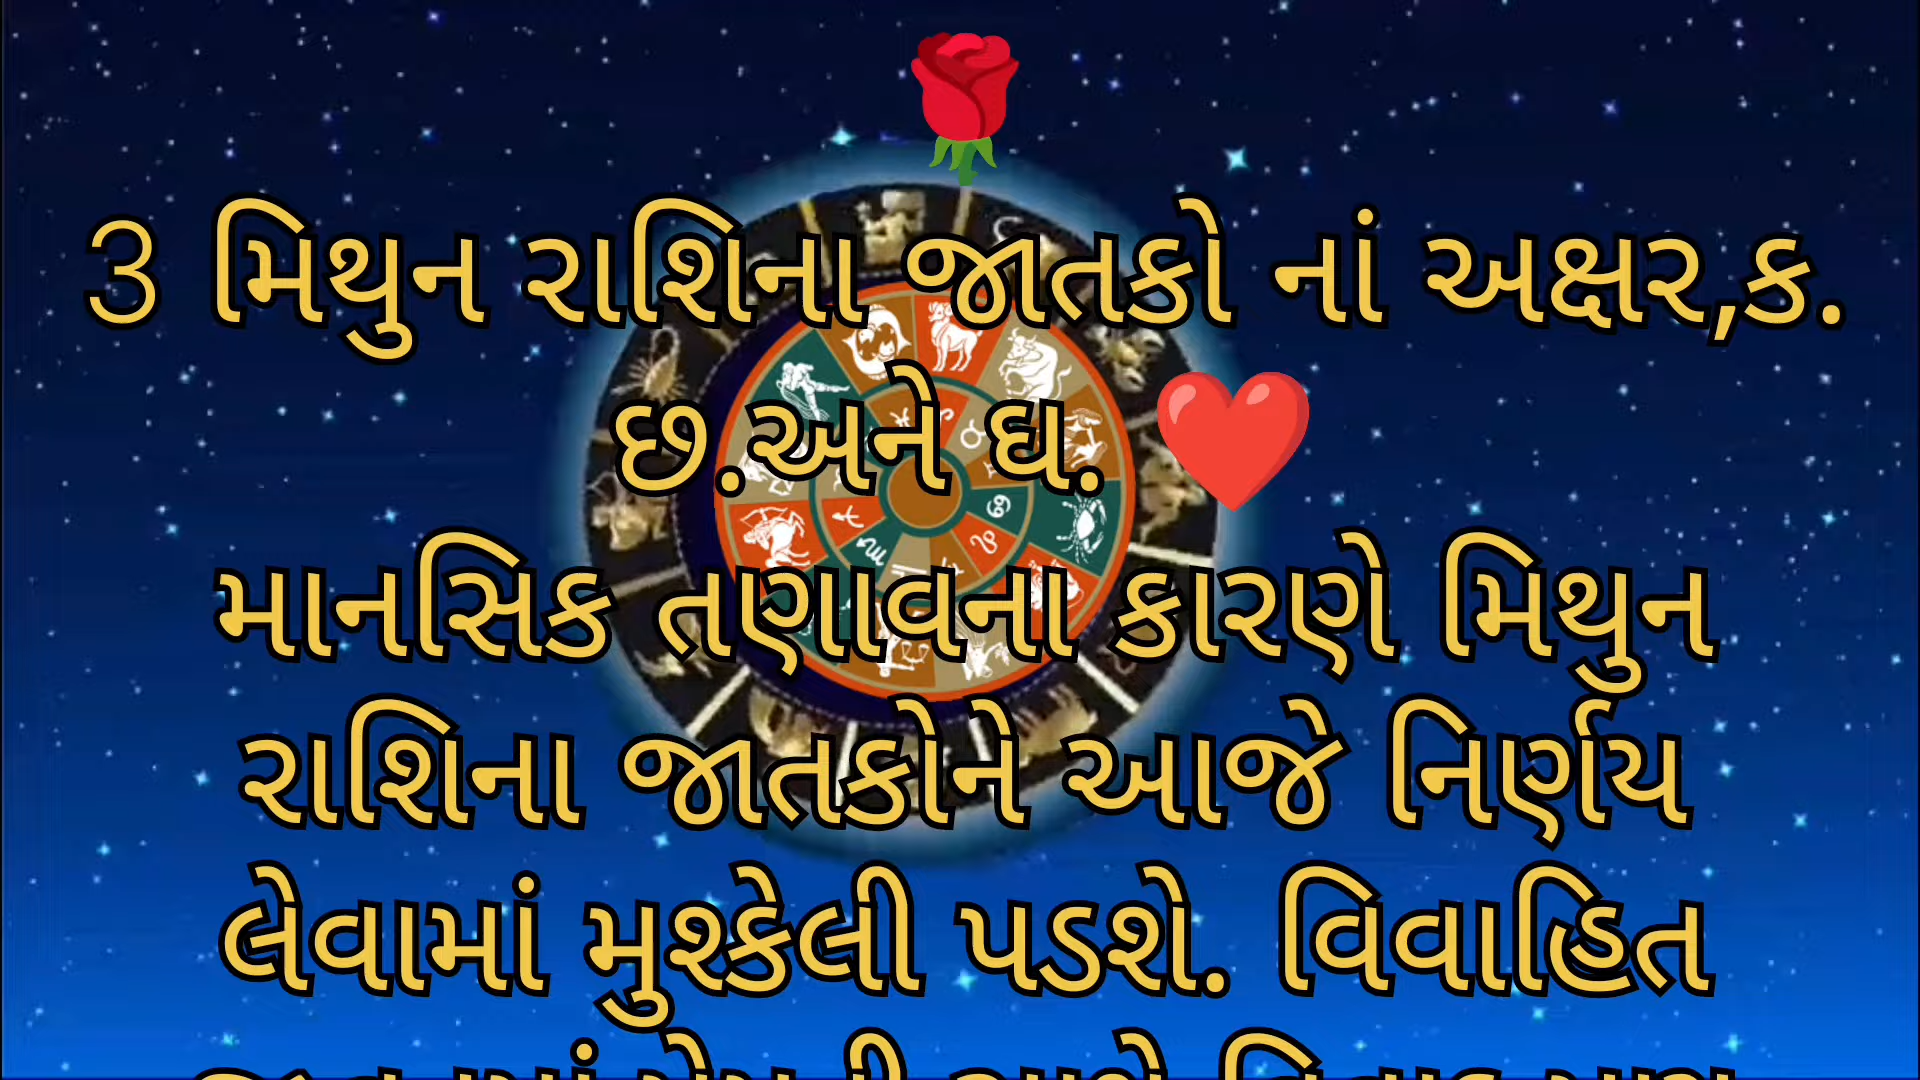 3 મિથુન રાશિના જાતકો નાં અક્ષર,ક.
છ.અને ઘ.
માનસિક તણાવના કારણે મિથુન
રાશિના જાતકોને આજે નિર્ણય
લેવામાં મુશ્કેલી પડશે. વિવાહિત